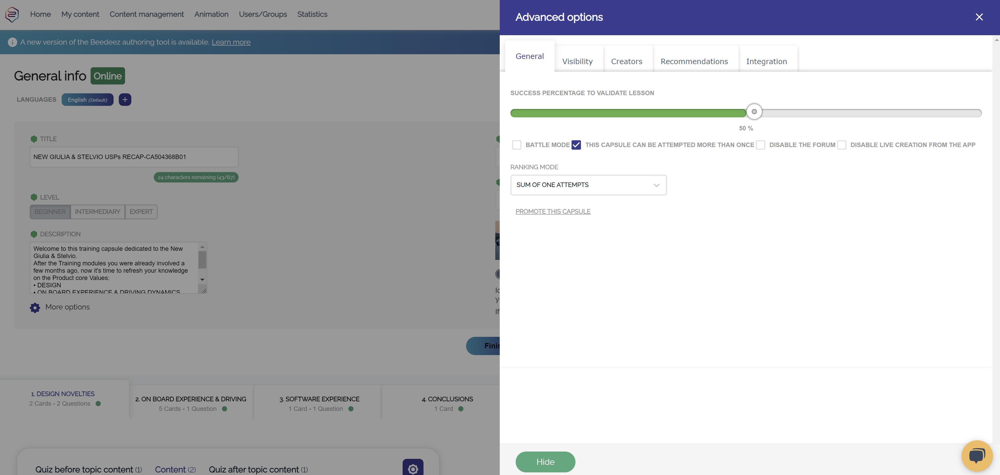 Home My content Content management Animation Users/Groups Statistics
A new version of the Beedeez authoring tool is available. Learn more
General info Online
LANGUAGES English (Default) +
TITLE
NEW GIULIA & STELVIO USPs RECAP-CA504368B01
24 characters remaining (43/67)
LEVEL
BEGINNER INTERMEDIARY EXPERT
DESCRIPTION
Welcome to this training capsule dedicated to the New
Giulia & Stelvio.
After the Training modules you were already involved a
few months ago, now it's time to refresh your knowledge
on the Product core Values:
• DESIGN
• ON BOARD EXPERIENCE & DRIVING DYNAMICS
More options
If
Finis
1. DESIGN NOVELTIES
2 Cards - 2 Questions
2. ON BOARD EXPERIENCE & DRIVING
5 Cards - 1 Question
3. SOFTWARE EXPERIENCE
1 Card - 1 Question
4. CONCLUSIONS
1 Card
Quiz before topic content (1) Content (2) Quiz after topic content (1)
Advanced options
General Visibility Creators Recommendations Integration
SUCCESS PERCENTAGE TO VALIDATE LESSON
50 %
BATTLE MODE THIS CAPSULE CAN BE ATTEMPTED MORE THAN ONCE DISABLE THE FORUM DISABLE LIVE CREATION FROM THE APP
RANKING MODE
SUM OF ONE ATTEMPTS
PROMOTE THIS CAPSULE
Hide